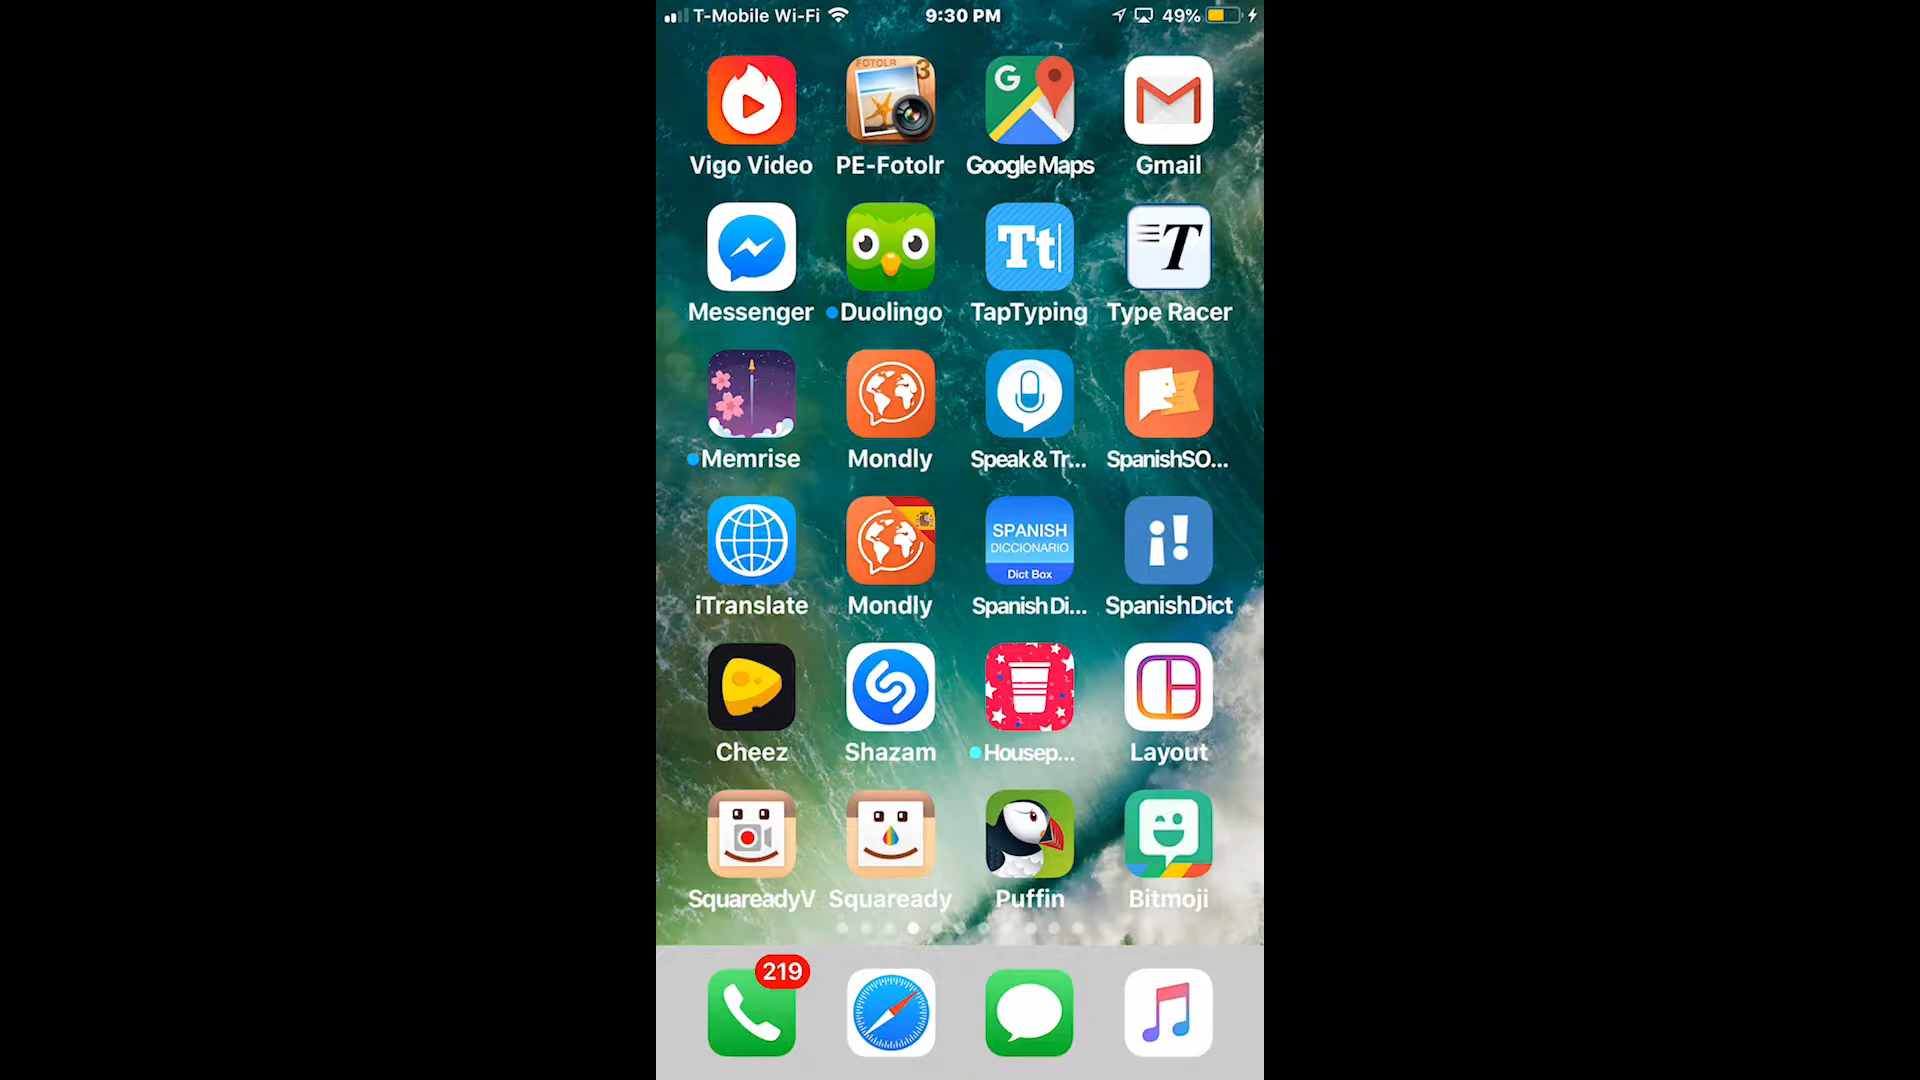 T-Mobile Wi-Fi 9:30 PM 49%
FOTOLR 3
G
Vigo Video PE-Fotolr Google Maps Gmail
Tt T
Messenger Duolingo TapTyping Type Racer
Memrise Mondly Speak & Tr... SpanishSO...
SPANISH
DICCIONARIO
Dict Box
¡!
iTranslate Mondly Spanish Di... SpanishDict
Cheez Shazam Housep... Layout
SquareadyV Squaready Puffin Bitmoji
219